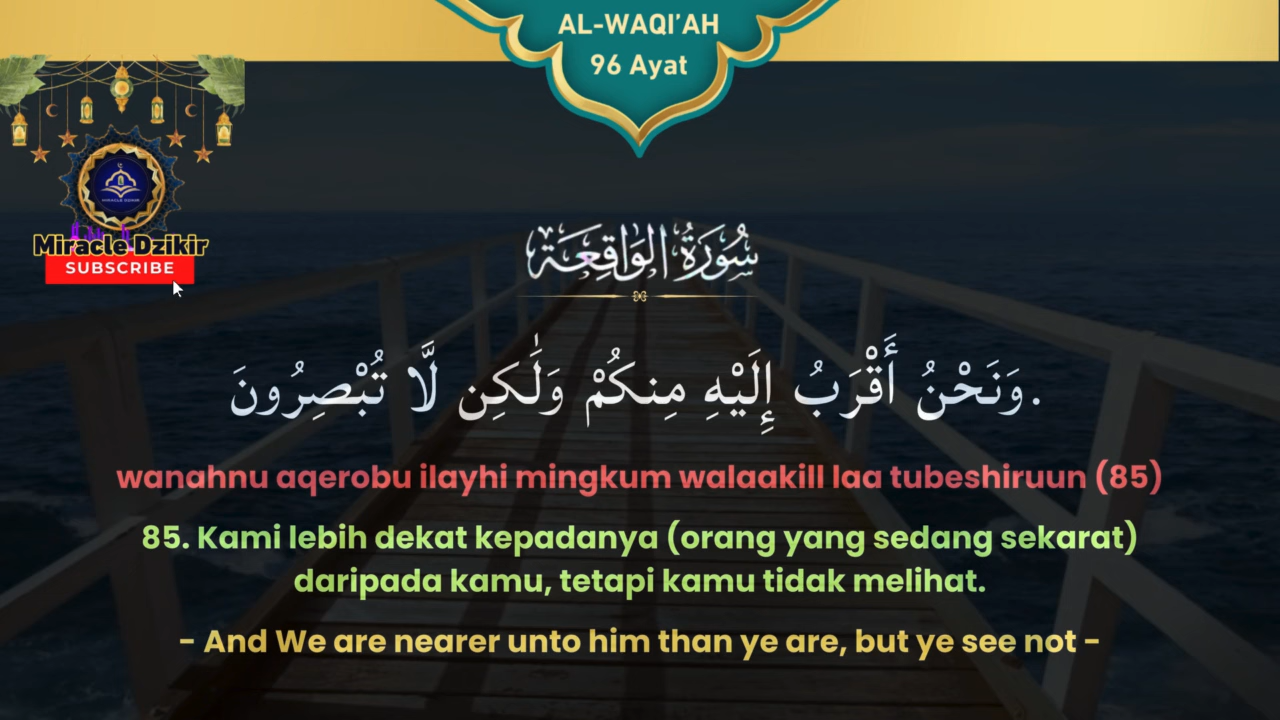 AL-WAQI'AH
96 Ayat
Miracle Dzikir
SUBSCRIBE
سُورَةُ الوَاقِعَة
وَنَحْنُ أَقْرَبُ إِلَيْهِ مِنكُمْ وَلَٰكِن لَّا تُبْصِرُونَ.
wanahnu aqerobu ilayhi mingkum walaakill laa tubeshiruun (85)
85. Kami lebih dekat kepadanya (orang yang sedang sekarat)
daripada kamu, tetapi kamu tidak melihat.
- And We are nearer unto him than ye are, but ye see not -